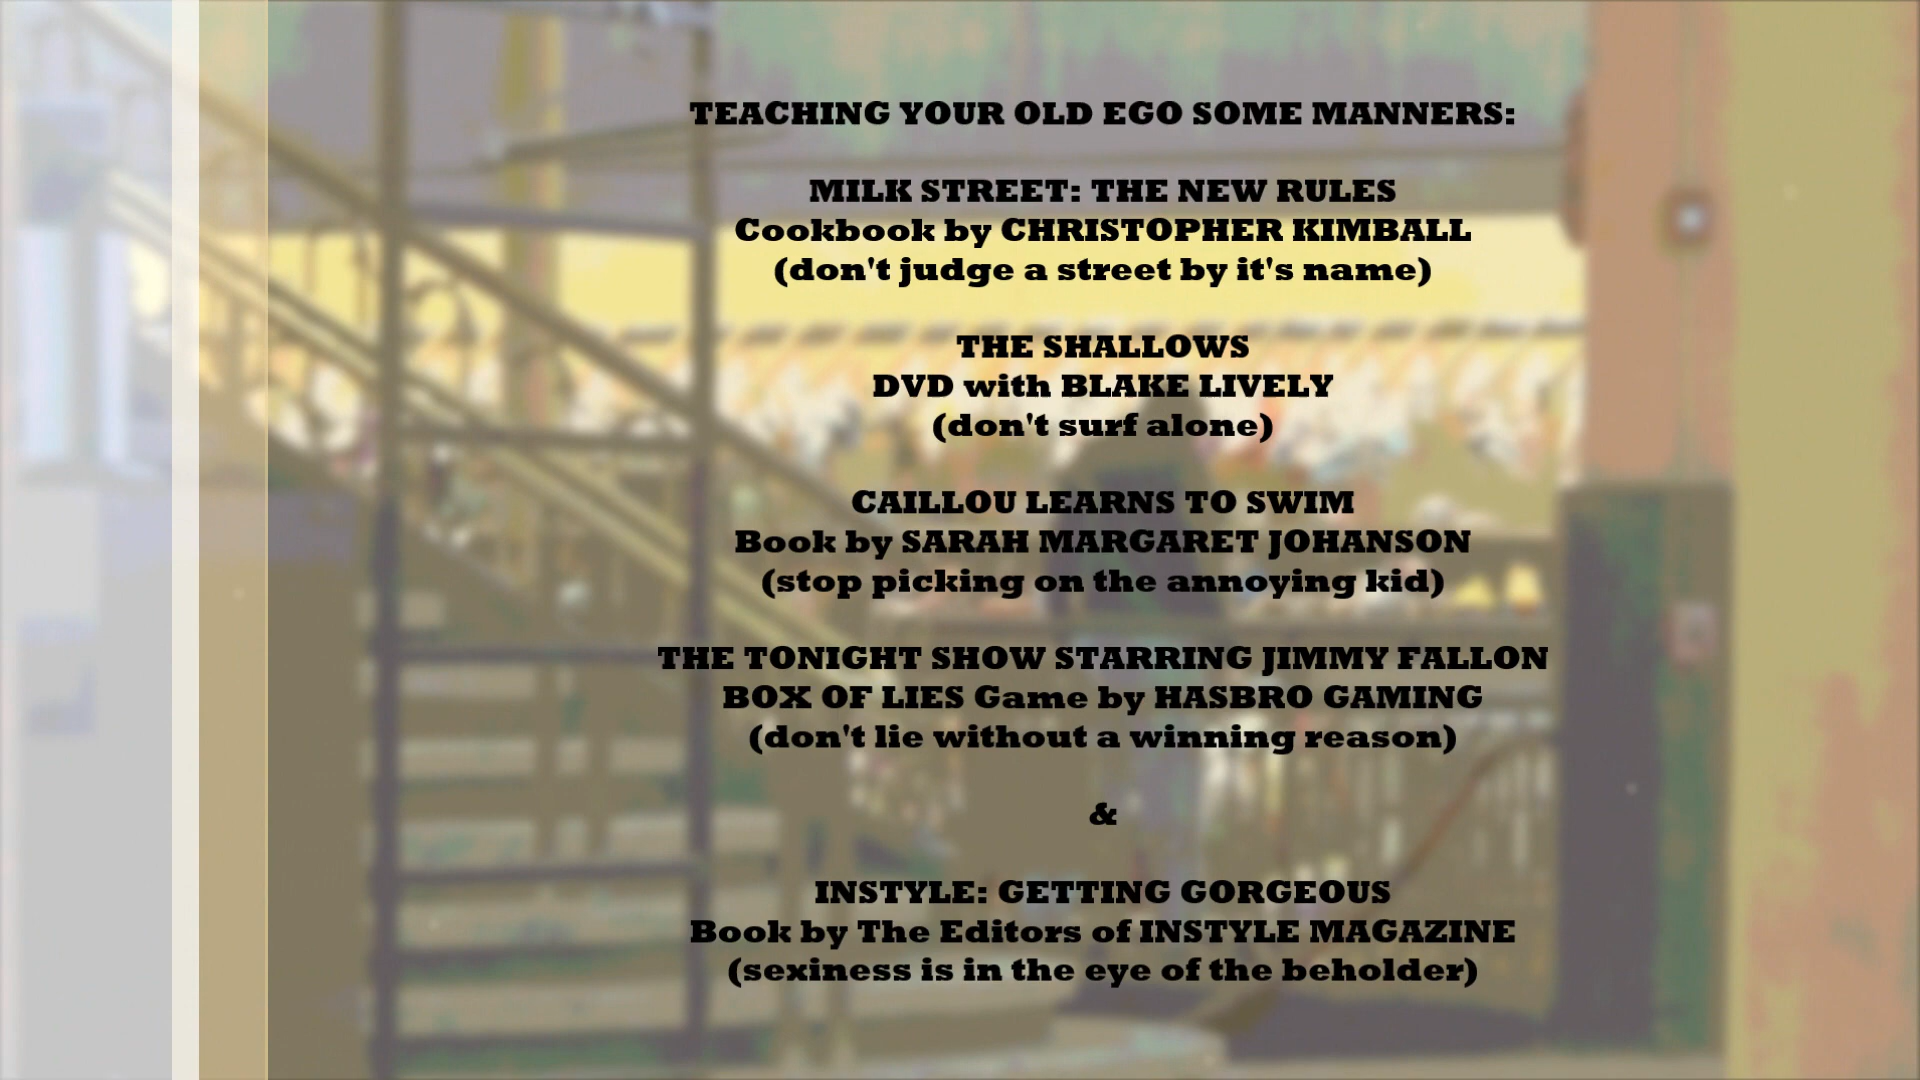 TEACHING YOUR OLD EGO SOME MANNERS:
MILK STREET: THE NEW RULES
Cookbook by CHRISTOPHER KIMBALL
(don't judge a street by it's name)
THE SHALLOWS
DVD with BLAKE LIVELY
(don't surf alone)
CAILLOU LEARNS TO SWIM
Book by SARAH MARGARET JOHANSON
(stop picking on the annoying kid)
THE TONIGHT SHOW STARRING JIMMY FALLON
BOX OF LIES Game by HASBRO GAMING
(don't lie without a winning reason)
&
INSTYLE: GETTING GORGEOUS
Book by The Editors of INSTYLE MAGAZINE
(sexiness is in the eye of the beholder)